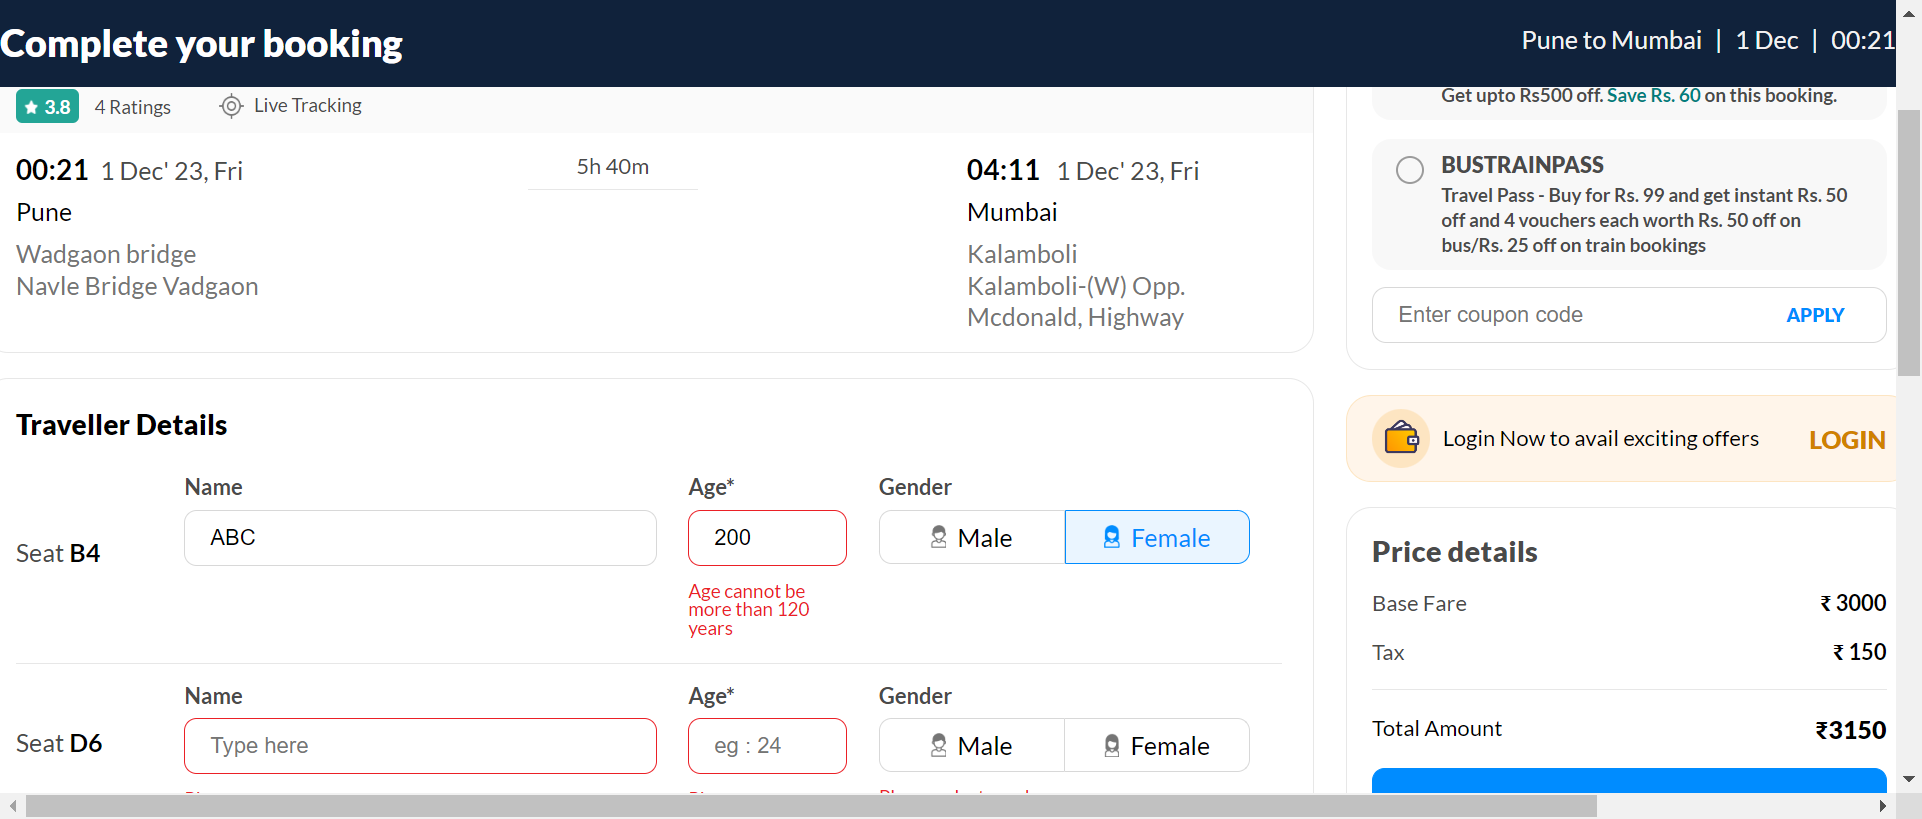 Complete your booking
Pune to Mumbai | 1 Dec | 00:21
3.8 4 Ratings Live Tracking
00:21 1 Dec' 23, Fri
Pune
Wadgaon bridge
Navle Bridge Vadgaon
5h 40m
04:11 1 Dec' 23, Fri
Mumbai
Kalamboli
Kalamboli-(W) Opp.
Mcdonald, Highway
Traveller Details
Name Age* Gender
Seat B4 ABC 200 Male Female
Age cannot be
more than 120
years
Name Age* Gender
Seat D6 Type here eg : 24 Male Female
Get upto Rs500 off. Save Rs. 60 on this booking.
BUSTRAINPASS
Travel Pass - Buy for Rs. 99 and get instant Rs. 50
off and 4 vouchers each worth Rs. 50 off on
bus/Rs. 25 off on train bookings
Enter coupon code APPLY
Login Now to avail exciting offers LOGIN
Price details
Base Fare ₹ 3000
Tax ₹ 150
Total Amount ₹3150